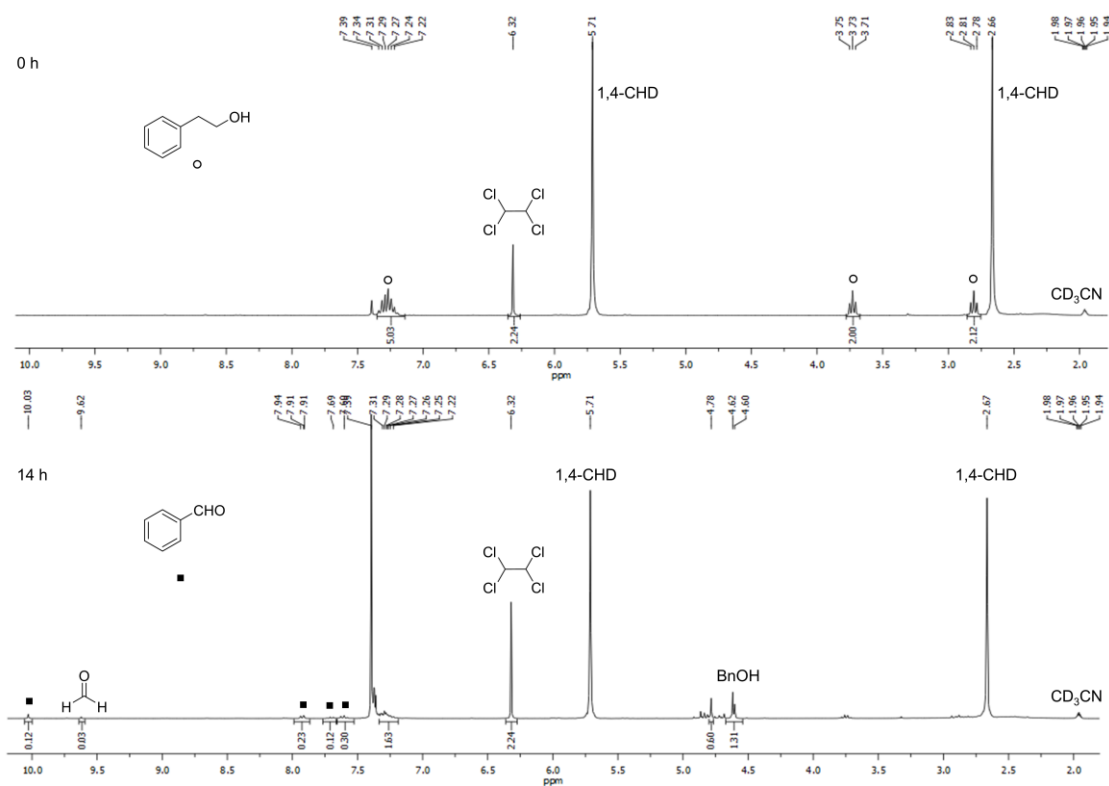 7.39 7.34 7.31 7.29 7.27 7.24 7.22 6.32 5.71 3.75 3.73 3.71 2.83 2.81 2.78 2.66 1.98 1.97 1.96 1.95 1.94
0 h
OH
1,4-CHD
1,4-CHD
Cl Cl
Cl Cl
CD3CN
5.03 2.24 2.00 2.12
10.0 9.5 9.0 8.5 8.0 7.5 7.0 6.5 6.0 5.5 5.0 4.5 4.0 3.5 3.0 2.5 2.0
ppm
10.03 9.62 7.94 7.91 7.91 7.69 7.60 7.39 7.31 7.29 7.28 7.27 7.26 7.25 7.22 6.32 5.71 4.78 4.62 4.60 2.67 1.98 1.97 1.96 1.95 1.94
14 h
1,4-CHD
1,4-CHD
CHO
Cl Cl
Cl Cl
O
H H
BnOH
CD3CN
0.12 0.03 0.23 0.12 0.30 1.63 2.24 0.60 1.31
10.0 9.5 9.0 8.5 8.0 7.5 7.0 6.5 6.0 5.5 5.0 4.5 4.0 3.5 3.0 2.5 2.0
ppm